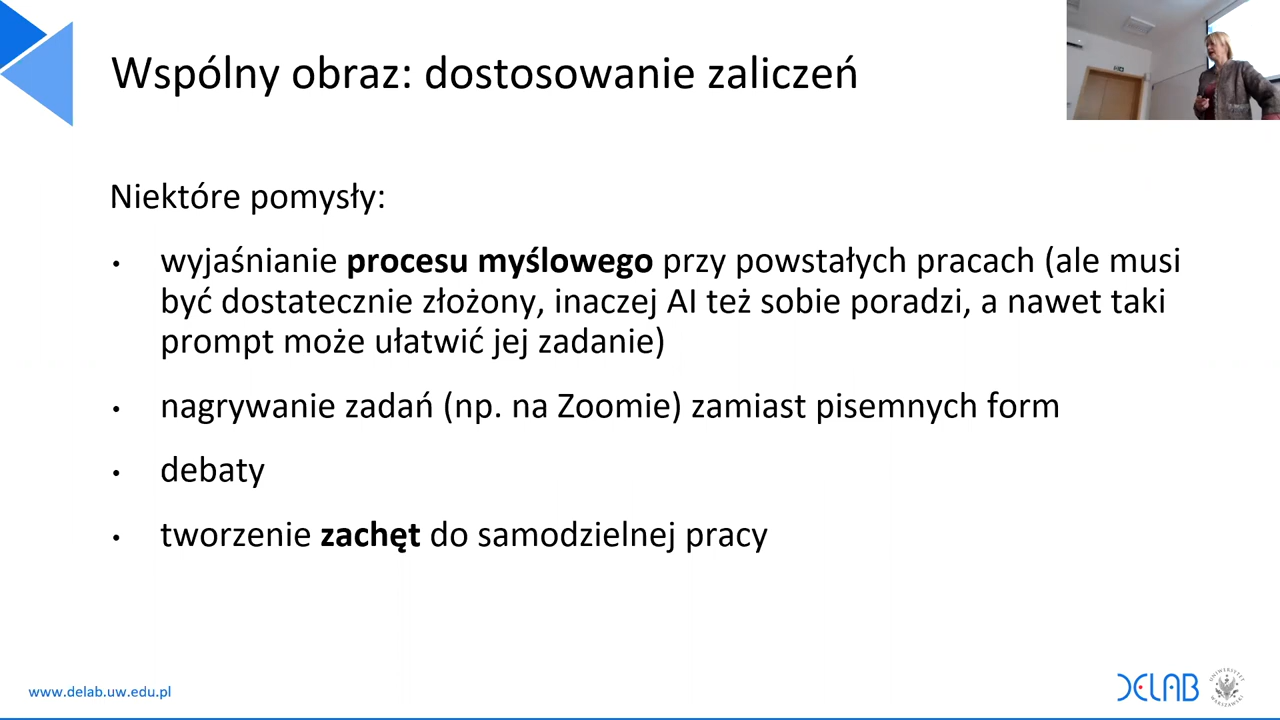 Wspólny obraz: dostosowanie zaliczeń
Niektóre pomysły:
• wyjaśnianie procesu myślowego przy powstałych pracach (ale musi
być dostatecznie złożony, inaczej AI też sobie poradzi, a nawet taki
prompt może ułatwić jej zadanie)
• nagrywanie zadań (np. na Zoomie) zamiast pisemnych form
• debaty
• tworzenie zachęt do samodzielnej pracy
www.delab.uw.edu.pl
DELAB
UNIWERSYTET
WARSZAWSKI